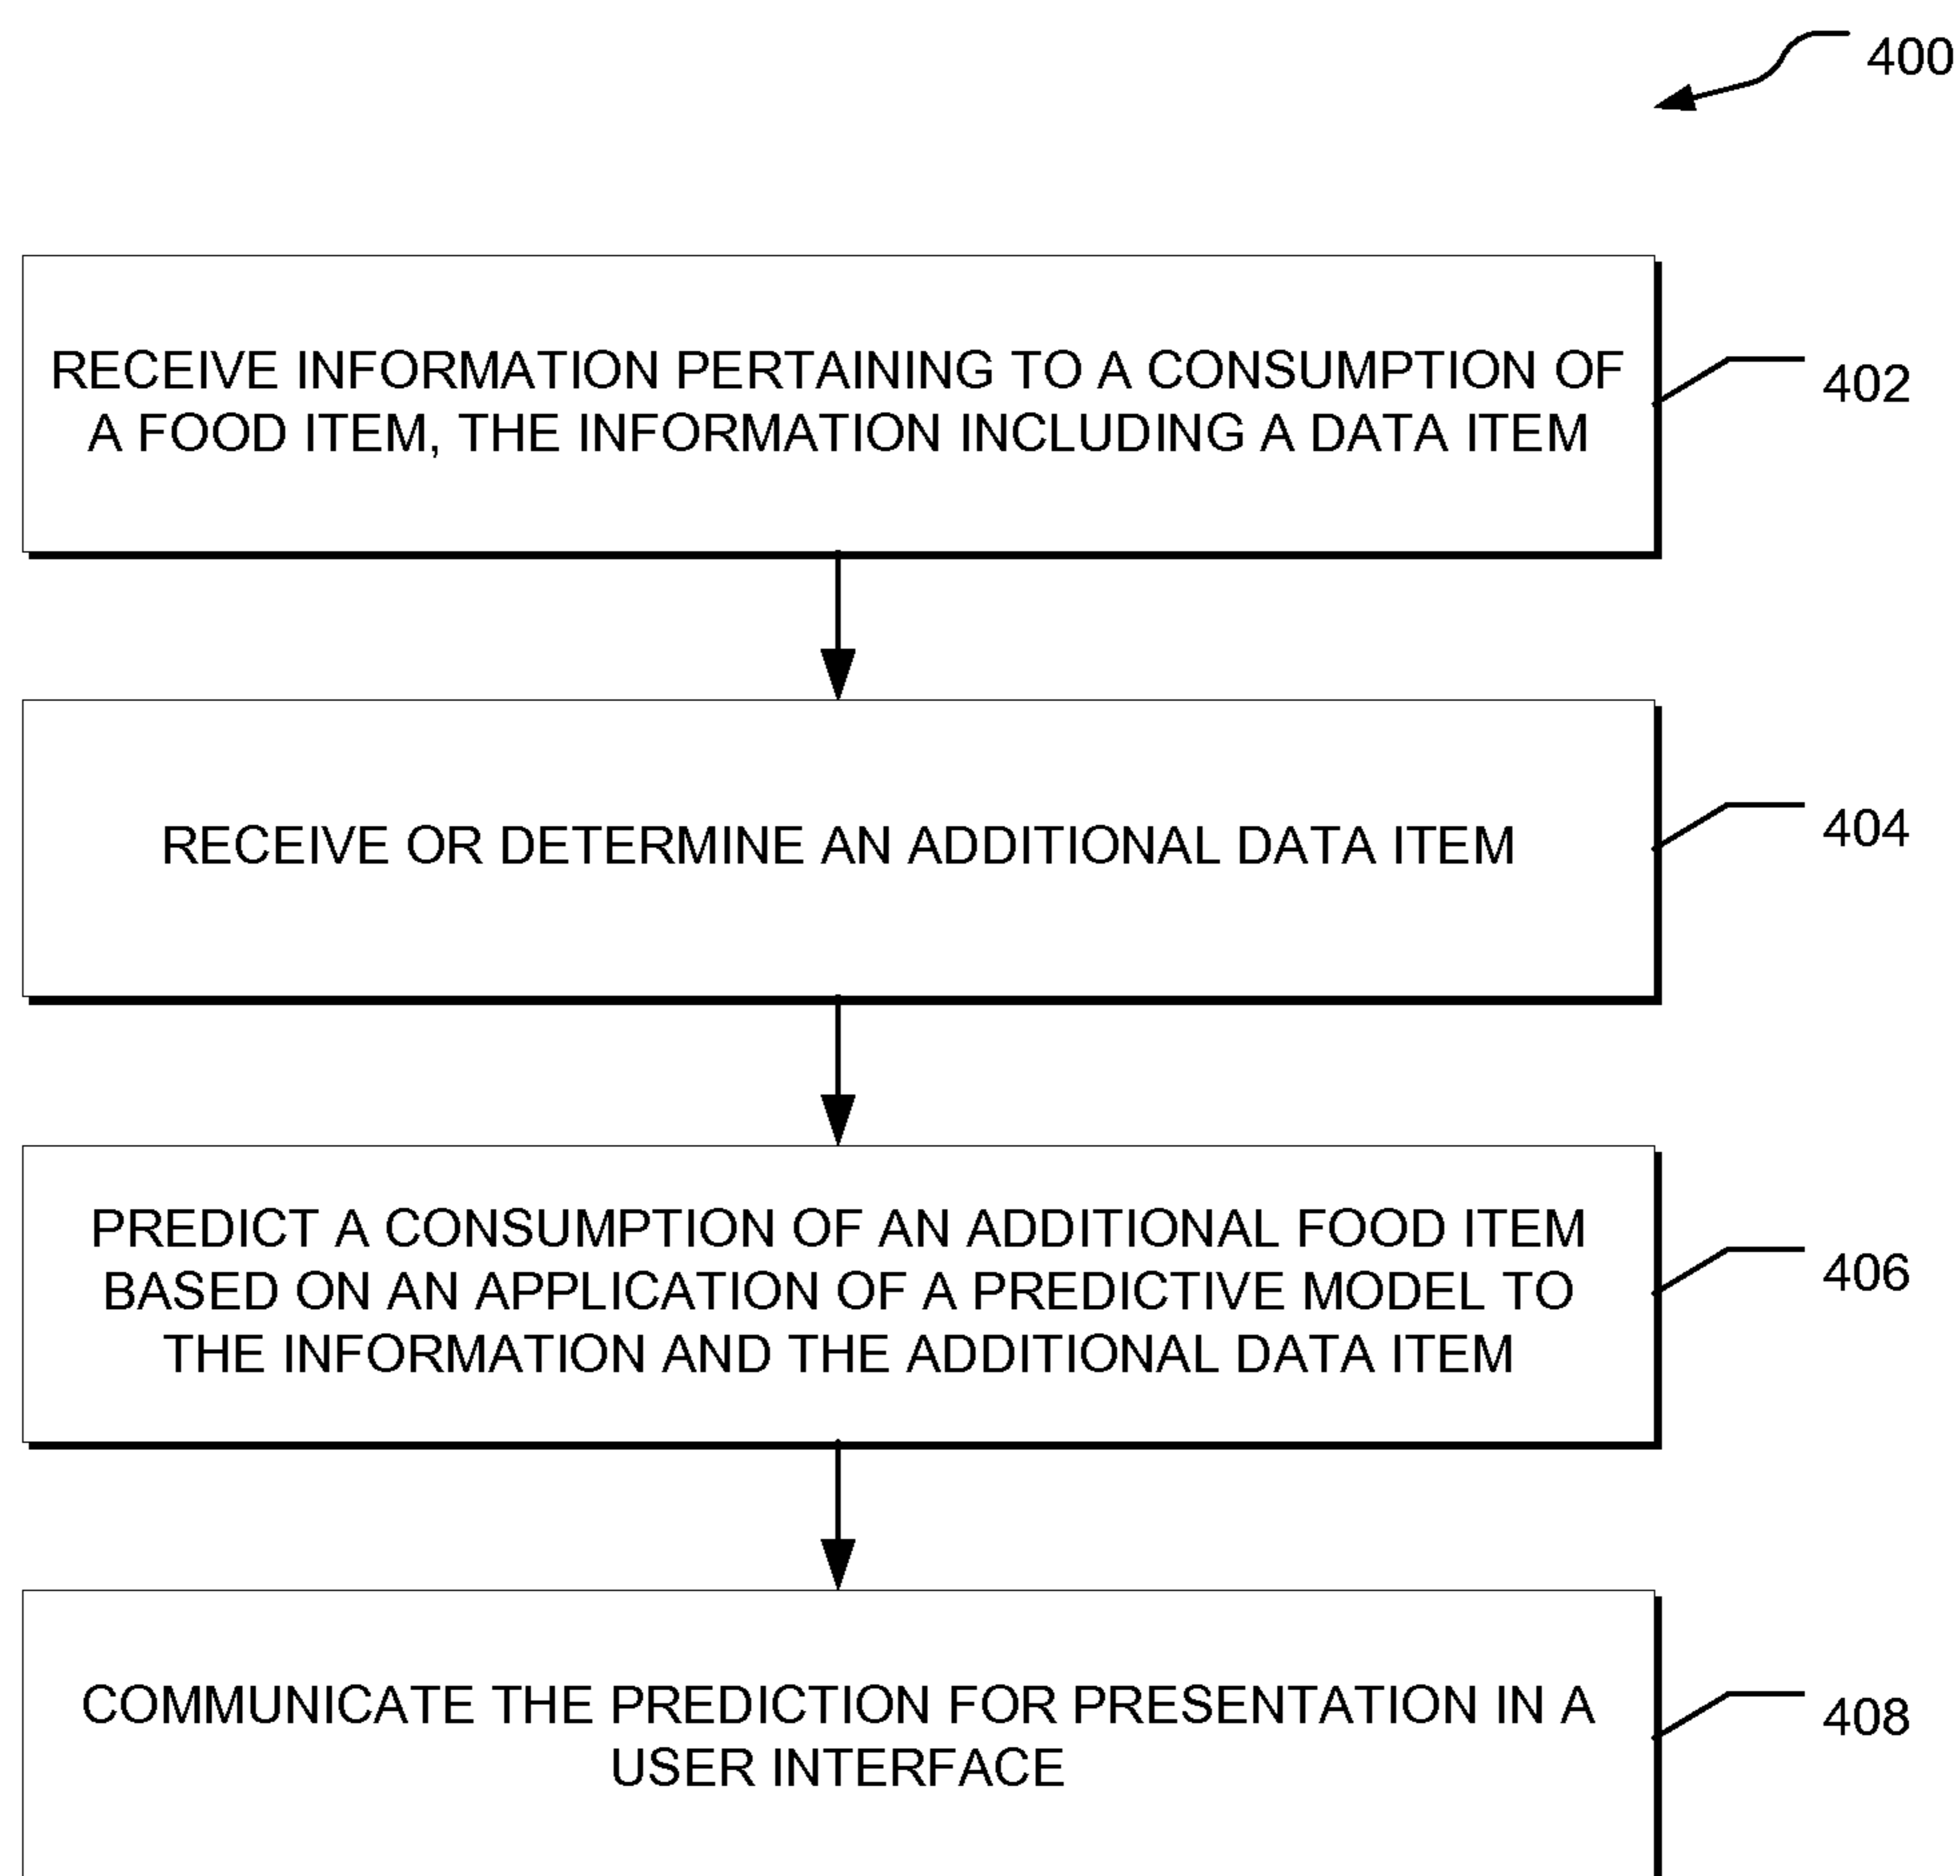 400
RECEIVE INFORMATION PERTAINING TO A CONSUMPTION OF
A FOOD ITEM, THE INFORMATION INCLUDING A DATA ITEM
402
RECEIVE OR DETERMINE AN ADDITIONAL DATA ITEM
404
PREDICT A CONSUMPTION OF AN ADDITIONAL FOOD ITEM
BASED ON AN APPLICATION OF A PREDICTIVE MODEL TO
THE INFORMATION AND THE ADDITIONAL DATA ITEM
406
COMMUNICATE THE PREDICTION FOR PRESENTATION IN A
USER INTERFACE
408